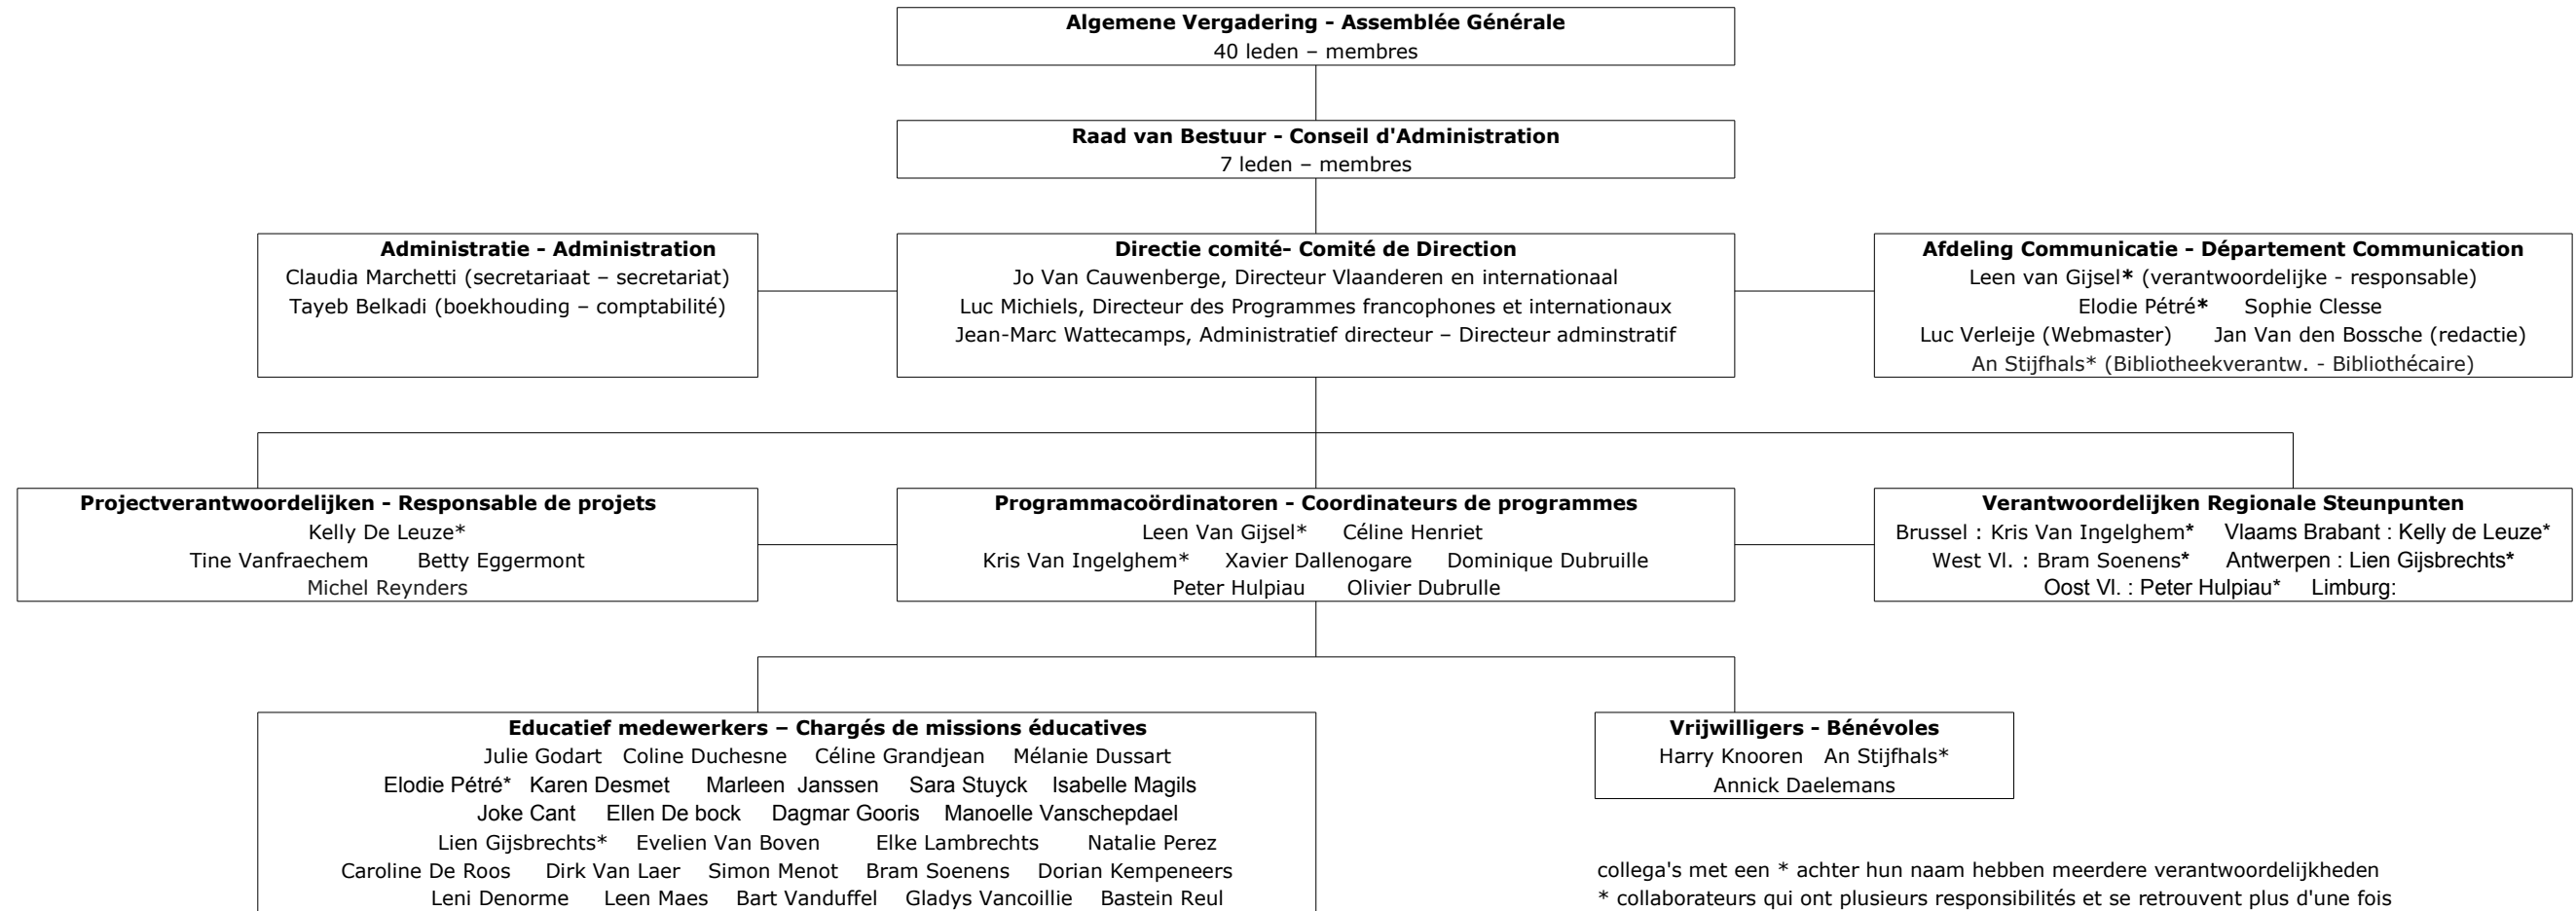 Algemene Vergadering - Assemblée Générale
40 leden – membres
Raad van Bestuur - Conseil d'Administration
7 leden – membres
Administratie - Administration
Claudia Marchetti (secretariaat – secretariat)
Tayeb Belkadi (boekhouding – comptabilité)
Directie comité- Comité de Direction
Jo Van Cauwenberge, Directeur Vlaanderen en internationaal
Luc Michiels, Directeur des Programmes francophones et internationaux
Jean-Marc Wattecamps, Administratief directeur – Directeur adminstratif
Afdeling Communicatie - Département Communication
Leen van Gijsel* (verantwoordelijke - responsable)
Elodie Pétré* Sophie Clesse
Luc Verleije (Webmaster) Jan Van den Bossche (redactie)
An Stijfhals* (Bibliotheekverantw. - Bibliothécaire)
Projectverantwoordelijken - Responsable de projets
Kelly De Leuze*
Tine Vanfraechem Betty Eggermont
Michel Reynders
Programmacoördinatoren - Coordinateurs de programmes
Leen Van Gijsel* Céline Henriet
Kris Van Ingelghem* Xavier Dallenogare Dominique Dubruille
Peter Hulpiau Olivier Dubrulle
Verantwoordelijken Regionale Steunpunten
Brussel : Kris Van Ingelghem* Vlaams Brabant : Kelly de Leuze*
West Vl. : Bram Soenens* Antwerpen : Lien Gijsbrechts*
Oost Vl. : Peter Hulpiau* Limburg:
Educatief medewerkers – Chargés de missions éducatives
Julie Godart Coline Duchesne Céline Grandjean Mélanie Dussart
Elodie Pétré* Karen Desmet Marleen Janssen Sara Stuyck Isabelle Magils
Joke Cant Ellen De bock Dagmar Gooris Manoelle Vanschepdael
Lien Gijsbrechts* Evelien Van Boven Elke Lambrechts Natalie Perez
Caroline De Roos Dirk Van Laer Simon Menot Bram Soenens Dorian Kempeneers
Leni Denorme Leen Maes Bart Vanduffel Gladys Vancoillie Bastein Reul
Vrijwilligers - Bénévoles
Harry Knooren An Stijfhals*
Annick Daelemans
collega's met een * achter hun naam hebben meerdere verantwoordelijkheden
* collaborateurs qui ont plusieurs responsibilités et se retrouvent plus d'une fois